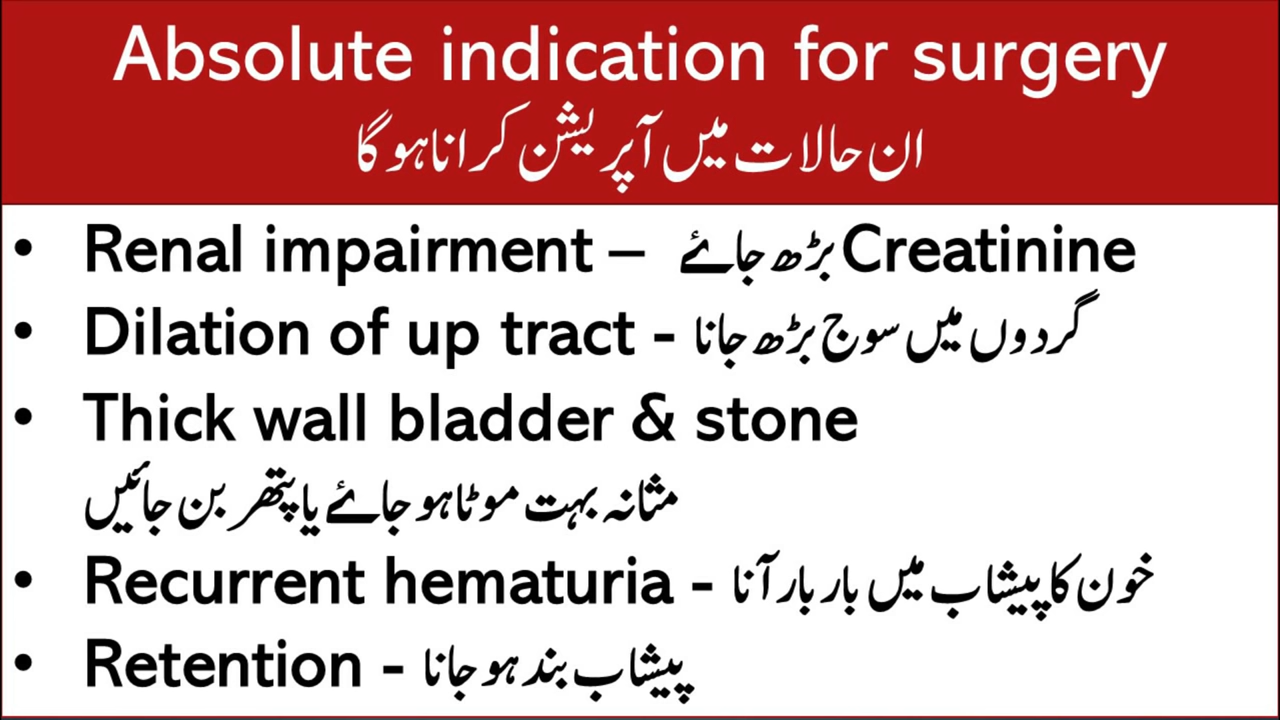 Absolute indication for surgery
ان حالات میں آپریشن کرانا ہوگا
• Renal impairment – Creatinine بڑھ جائے
• Dilation of up tract - گردوں میں سوج بڑھ جانا
• Thick wall bladder & stone
مثانہ بہت موٹا ہو جائے یا پتھر بن جائیں
• Recurrent hematuria - خون کا پیشاب میں بار بار آنا
• Retention - پیشاب بند ہو جانا